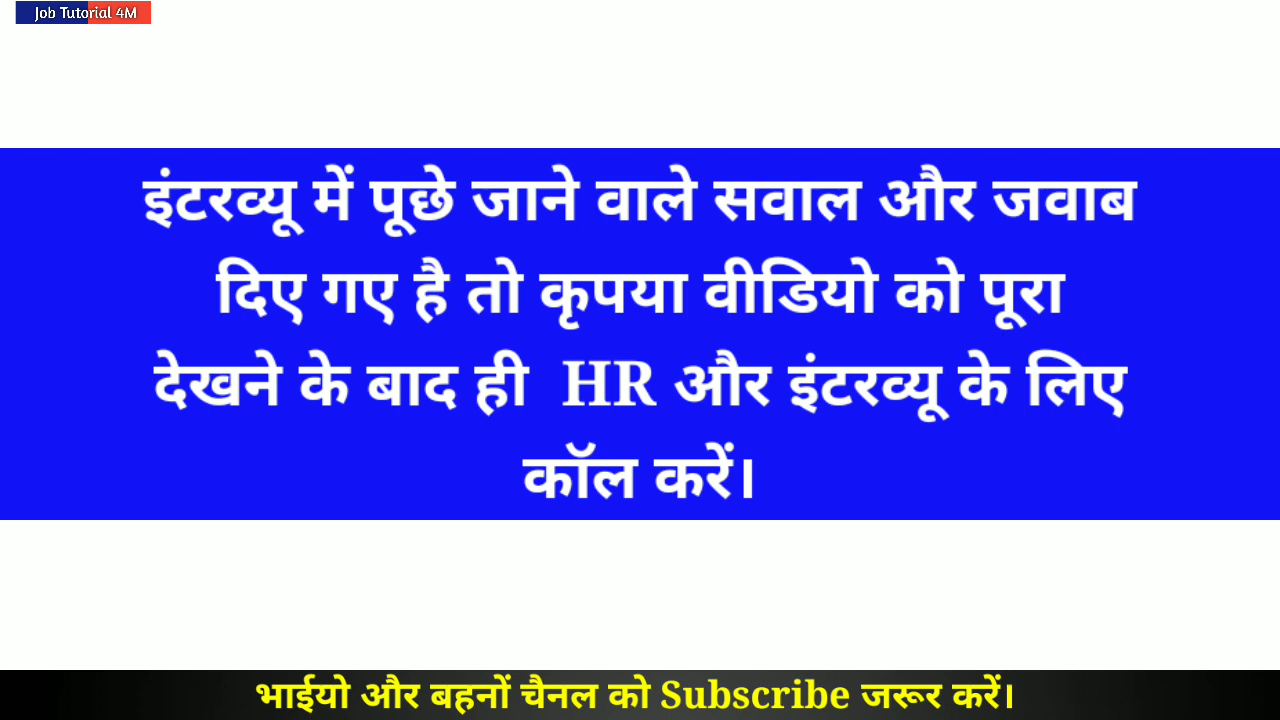 Job Tutorial 4M
इंटरव्यू में पूछे जाने वाले सवाल और जवाब
दिए गए है तो कृपया वीडियो को पूरा
देखने के बाद ही HR और इंटरव्यू के लिए
कॉल करें।
भाईयो और बहनों चैनल को Subscribe जरूर करें।